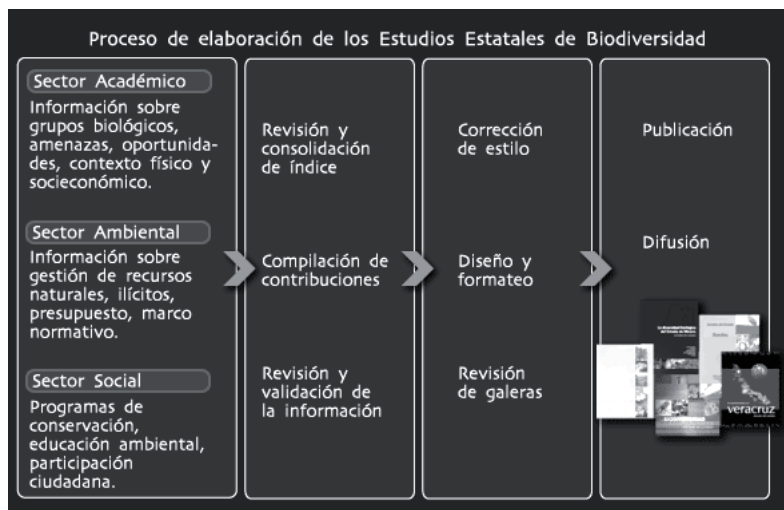 Proceso de elaboración de los Estudios Estatales de Biodiversidad
Sector Académico
Información sobre
grupos biológicos,
amenazas, oportunida-
des, contexto físico y
socieconómico.
Sector Ambiental
Información sobre
gestión de recursos
naturales, ilícitos,
presupuesto, marco
normativo.
Sector Social
Programas de
conservación,
educación ambiental,
participación
ciudadana.
Revisión y
consolidación
de índice
Compilación de
contribuciones
Revisión y
validación de
la información
Corrección
de estilo
Diseño y
formateo
Revisión
de galeras
Publicación
Difusión
veracruz